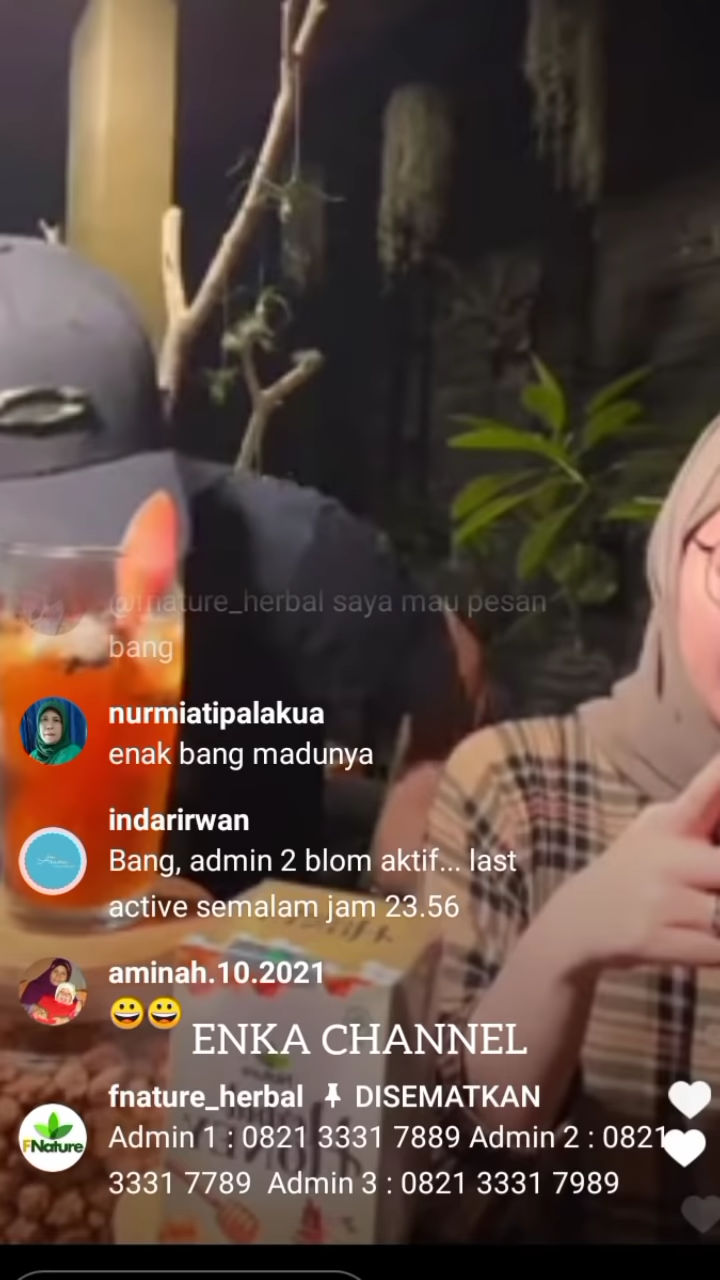 @fnature_herbal saya mau pesan
bang
nurmiatipalakua
enak bang madunya
indarirwan
Bang, admin 2 blom aktif... last
active semalam jam 23.56
aminah.10.2021
😀😀
ENKA CHANNEL
fnature_herbal DISEMATKAN
FNature
Admin 1 : 0821 3331 7889 Admin 2 : 0821
3331 7789 Admin 3 : 0821 3331 7989